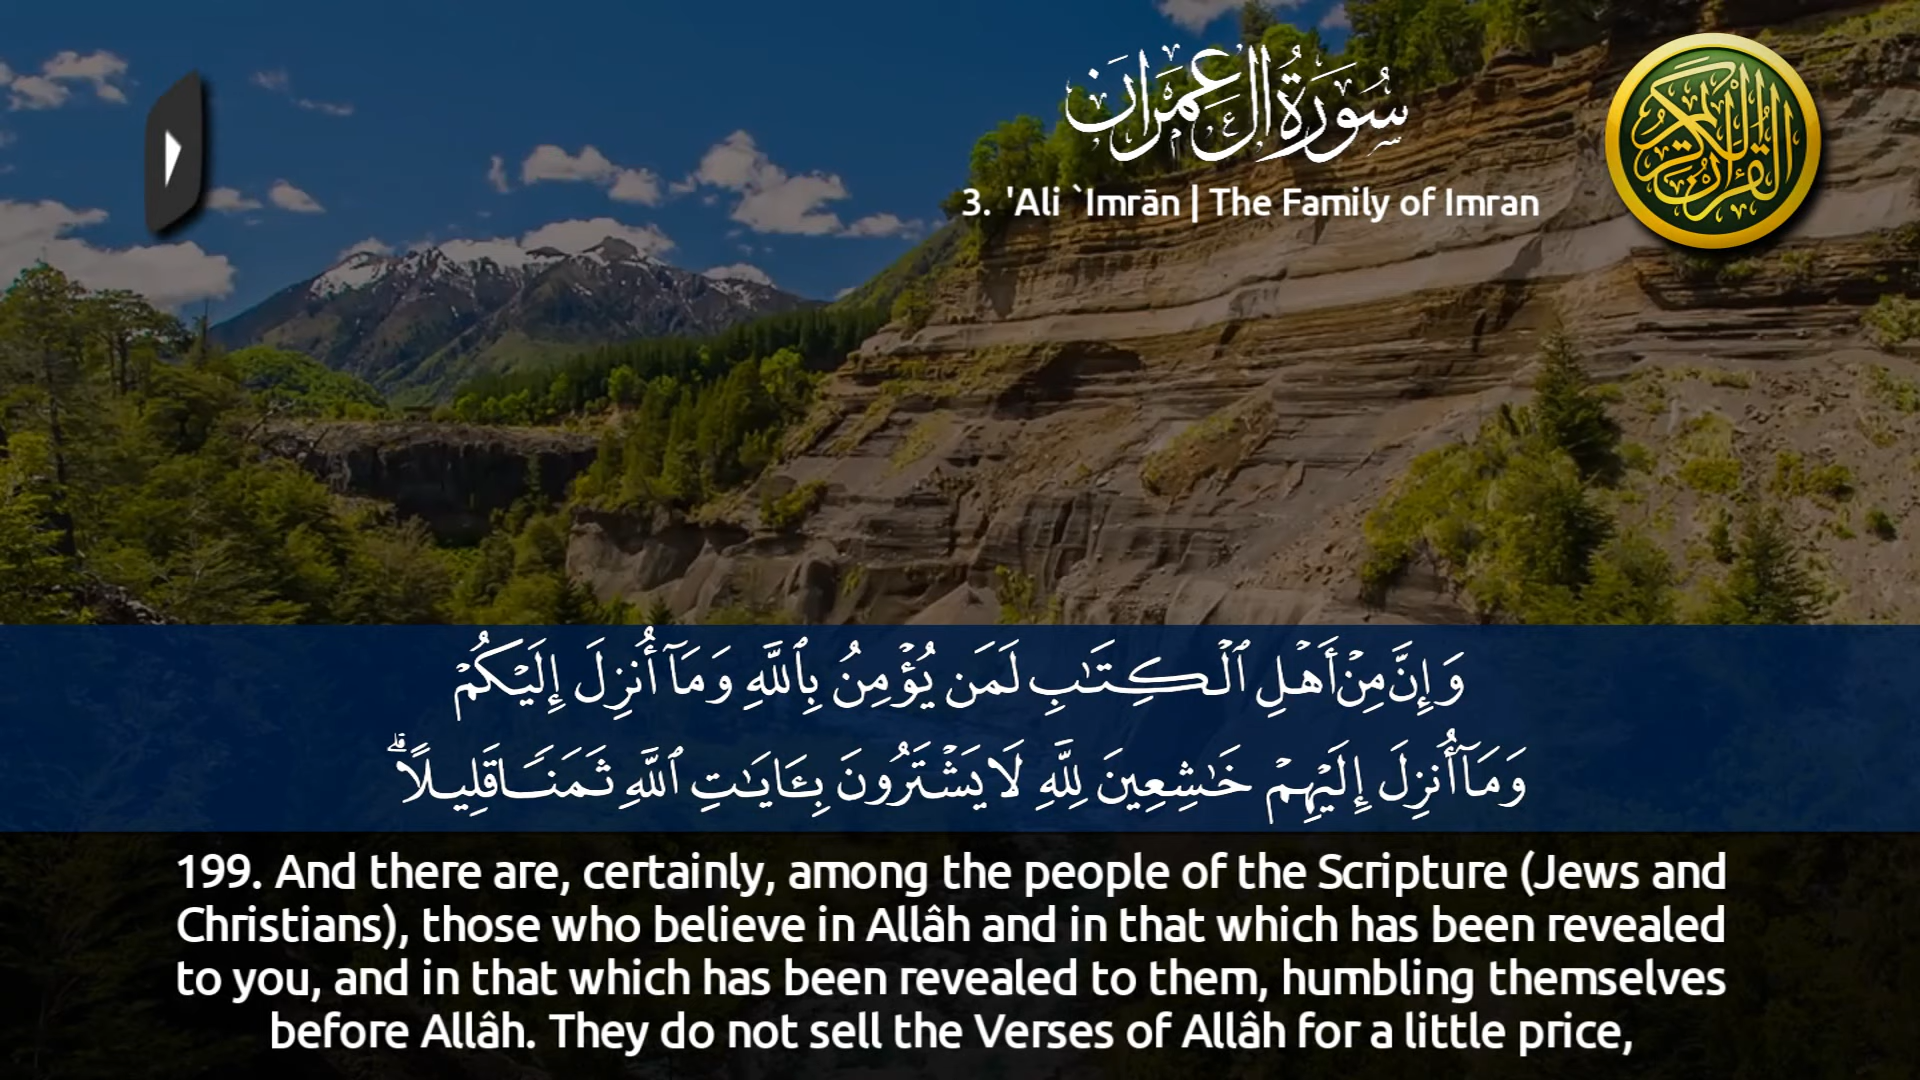 سُورَةُ آلِ عِمْرَانَ
القرآن الكريم
3. 'Ali `Imrān | The Family of Imran
وَإِنَّ مِنْ أَهْلِ ٱلْكِتَـٰبِ لَمَن يُؤْمِنُ بِٱللَّهِ وَمَآ أُنزِلَ إِلَيْكُمْ
وَمَآ أُنزِلَ إِلَيْهِمْ خَـٰشِعِينَ لِلَّهِ لَا يَشْتَرُونَ بِـَٔايَـٰتِ ٱللَّهِ ثَمَنًا قَلِيلًا ۗ
199. And there are, certainly, among the people of the Scripture (Jews and
Christians), those who believe in Allâh and in that which has been revealed
to you, and in that which has been revealed to them, humbling themselves
before Allâh. They do not sell the Verses of Allâh for a little price,